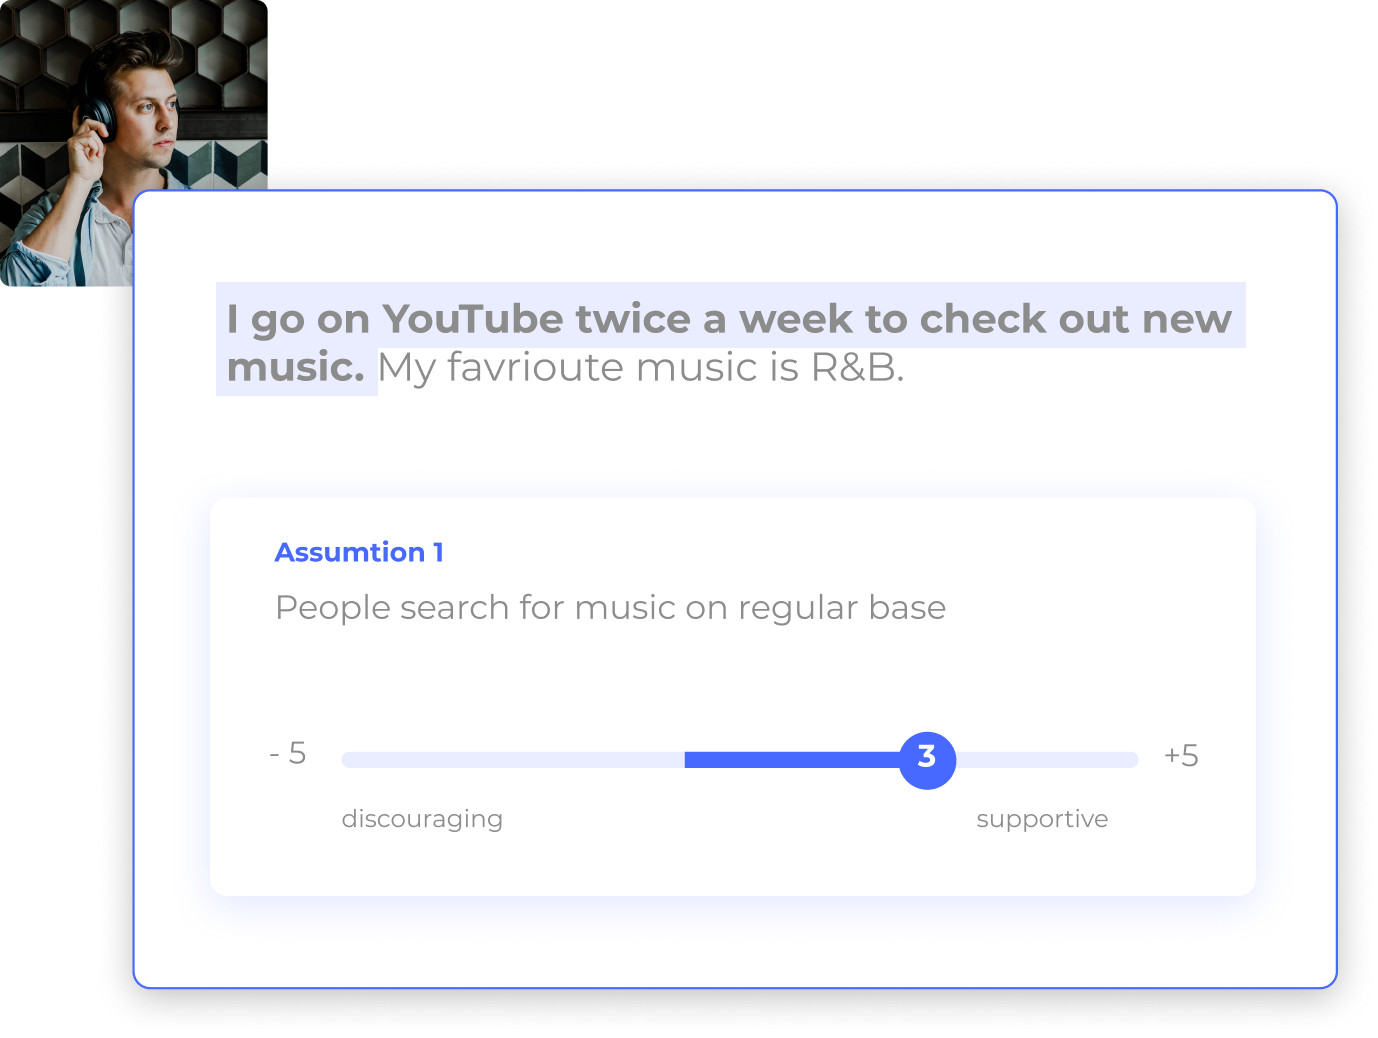 I go on YouTube twice a week to check out new
music. My favrioute music is R&B.
Assumtion 1
People search for music on regular base
- 5
3
+5
discouraging
supportive